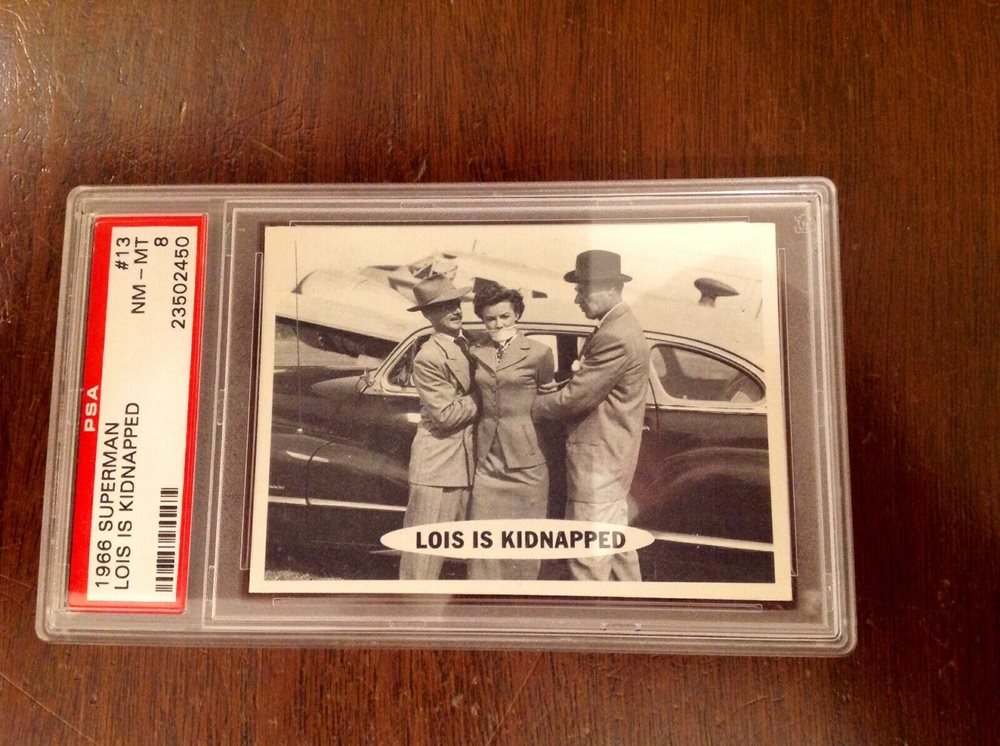 1966 SUPERMAN #13
LOIS IS KIDNAPPED NM – MT
8
PSA 23502450
LOIS IS KIDNAPPED